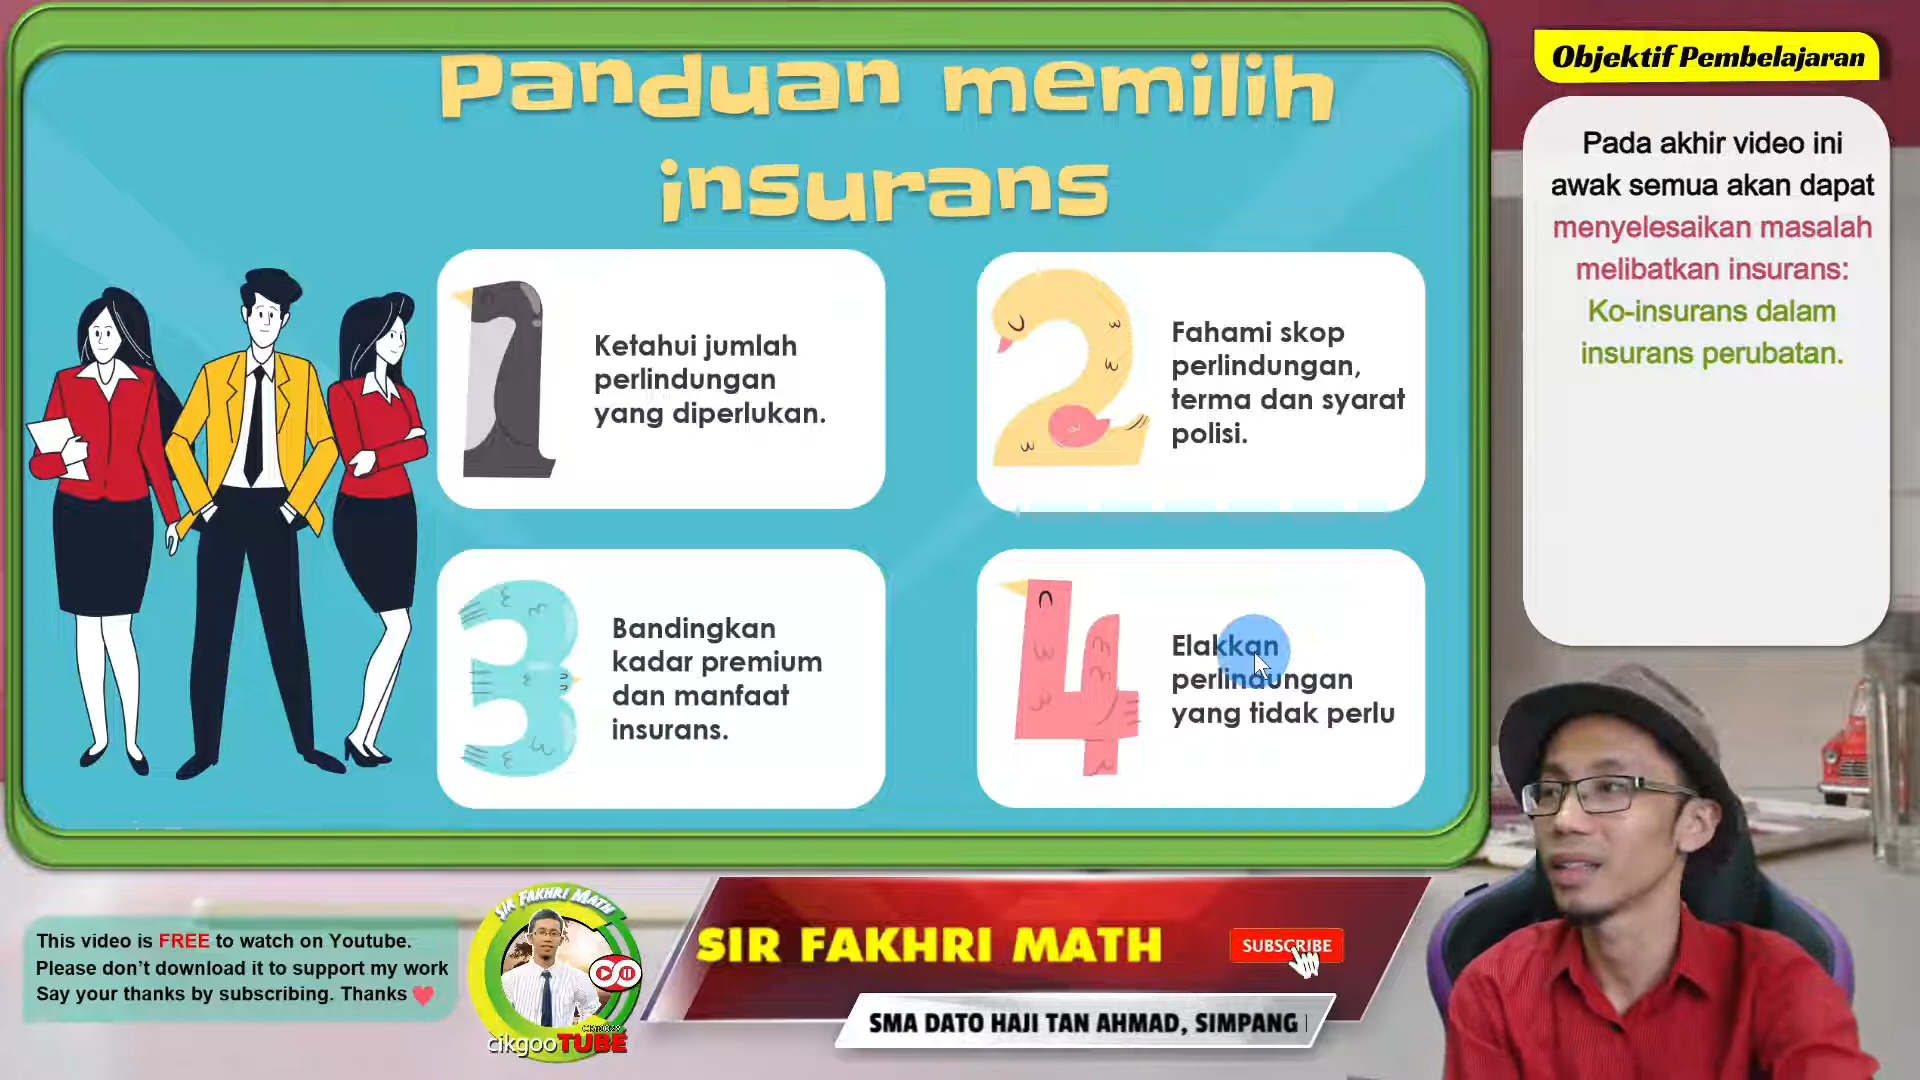 Panduan memilih
insurans
Ketahui jumlah
perlindungan
yang diperlukan.
Fahami skop
perlindungan,
terma dan syarat
polisi.
Bandingkan
kadar premium
dan manfaat
insurans.
Elakkan
perlindungan
yang tidak perlu
Objektif Pembelajaran
Pada akhir video ini
awak semua akan dapat
menyelesaikan masalah
melibatkan insurans:
Ko-insurans dalam
insurans perubatan.
This video is FREE to watch on Youtube.
Please don't download it to support my work
Say your thanks by subscribing. Thanks
SIR FAKHRI MATH
cikgooTUBE
SIR FAKHRI MATH
SUBSCRIBE
SMA DATO HAJI TAN AHMAD, SIMPANG